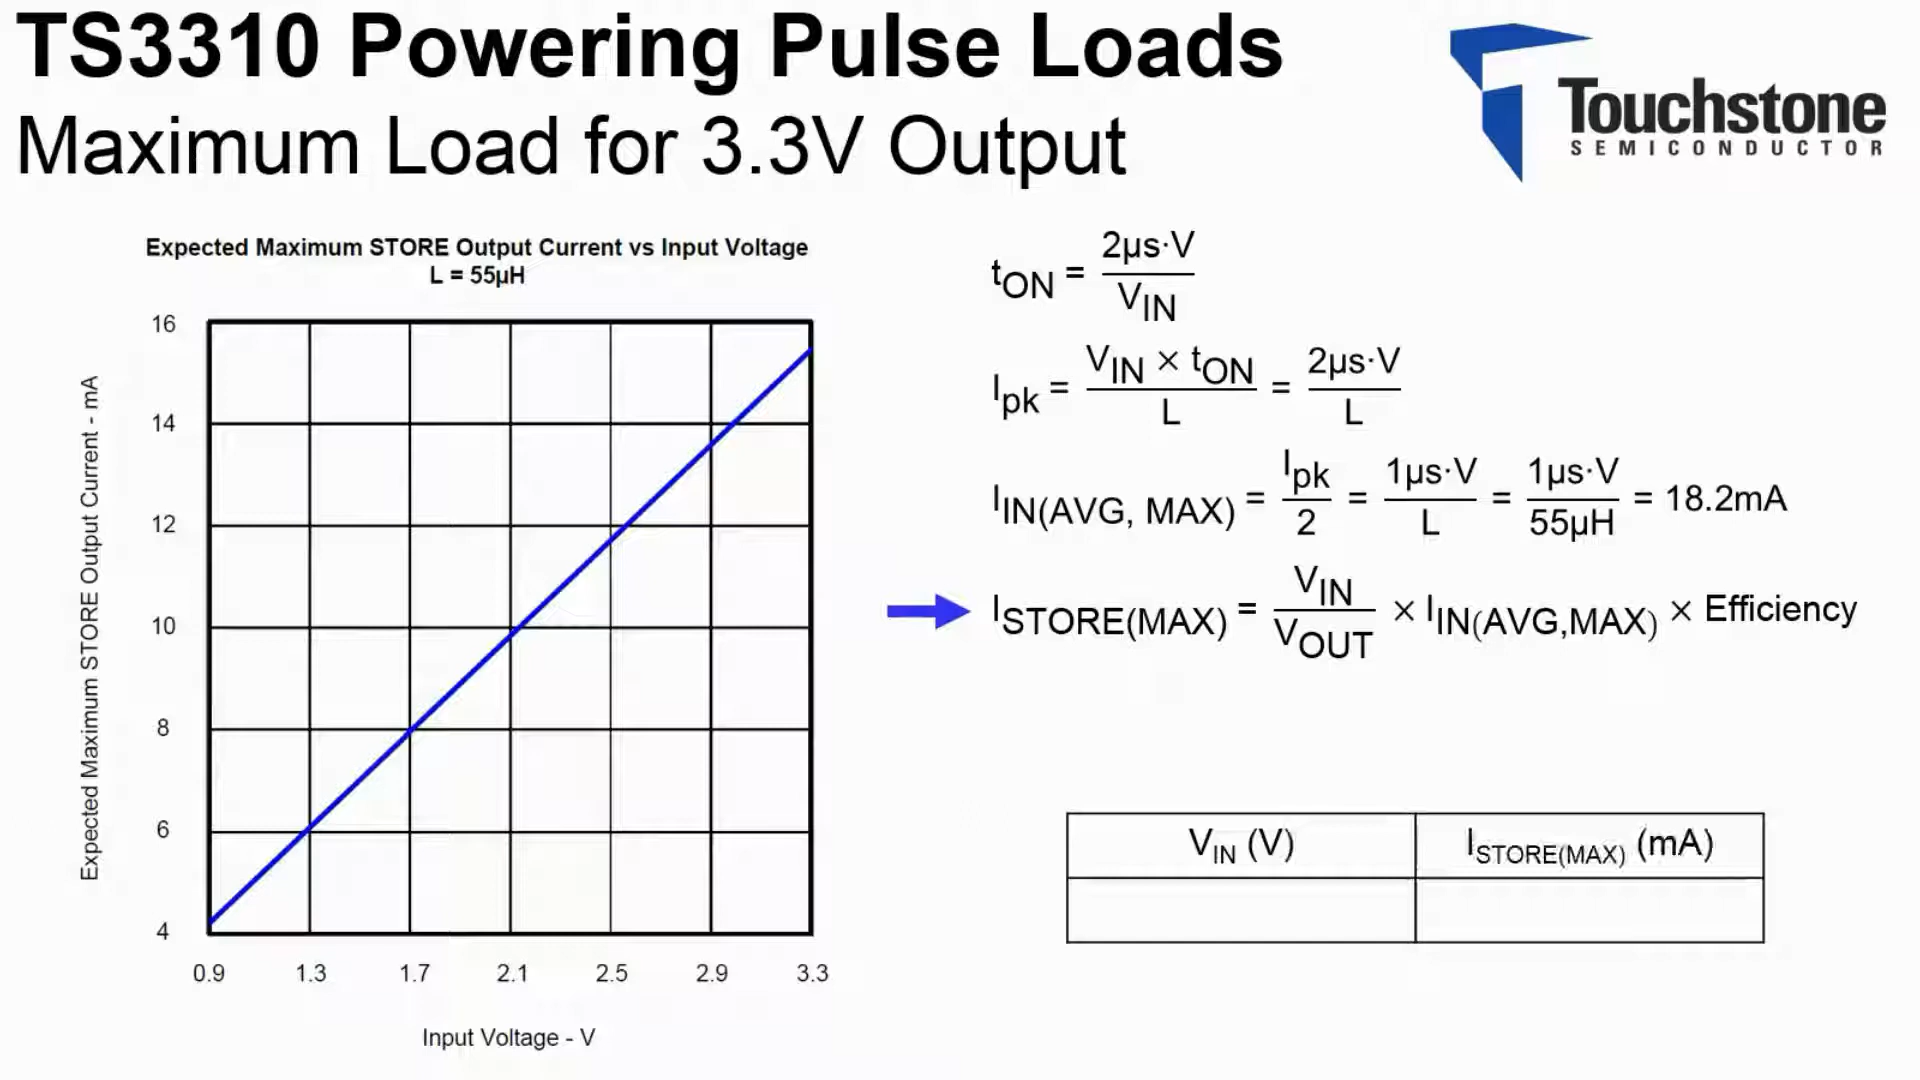 TS3310 Powering Pulse Loads
Maximum Load for 3.3V Output
Touchstone
SEMICONDUCTOR
Expected Maximum STORE Output Current vs Input Voltage
L = 55µH
Expected Maximum STORE Output Current - mA
16
14
12
10
8
6
4
0.9 1.3 1.7 2.1 2.5 2.9 3.3
Input Voltage - V
tON = 2µs·V / VIN
Ipk = VIN × tON / L = 2µs·V / L
IIN(AVG, MAX) = Ipk / 2 = 1µs·V / L = 1µs·V / 55µH = 18.2mA
ISTORE(MAX) = VIN / VOUT × IIN(AVG,MAX) × Efficiency
VIN (V) ISTORE(MAX) (mA)